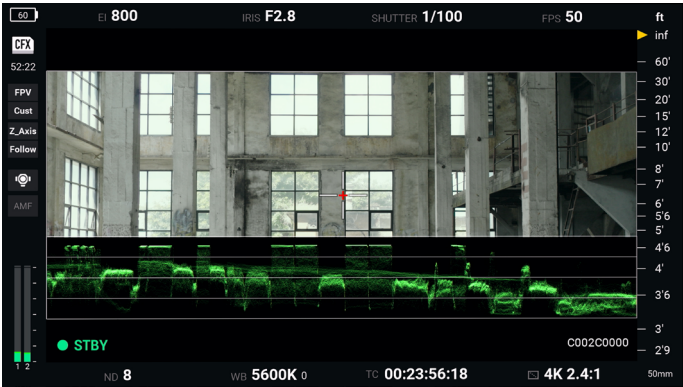 60 EI 800 IRIS F2.8 SHUTTER 1/100 FPS 50 ft
CFX
52:22
FPV
Cust
Z_Axis
Follow
AMF
inf
60'
30'
20'
15'
12'
10'
8'
7'
6'
5'6
5'
4'6
4'
3'6
3'
2'9
50mm
STBY
C002C0000
1 2
ND 8 WB 5600K 0 TC 00:23:56:18 4K 2.4:1